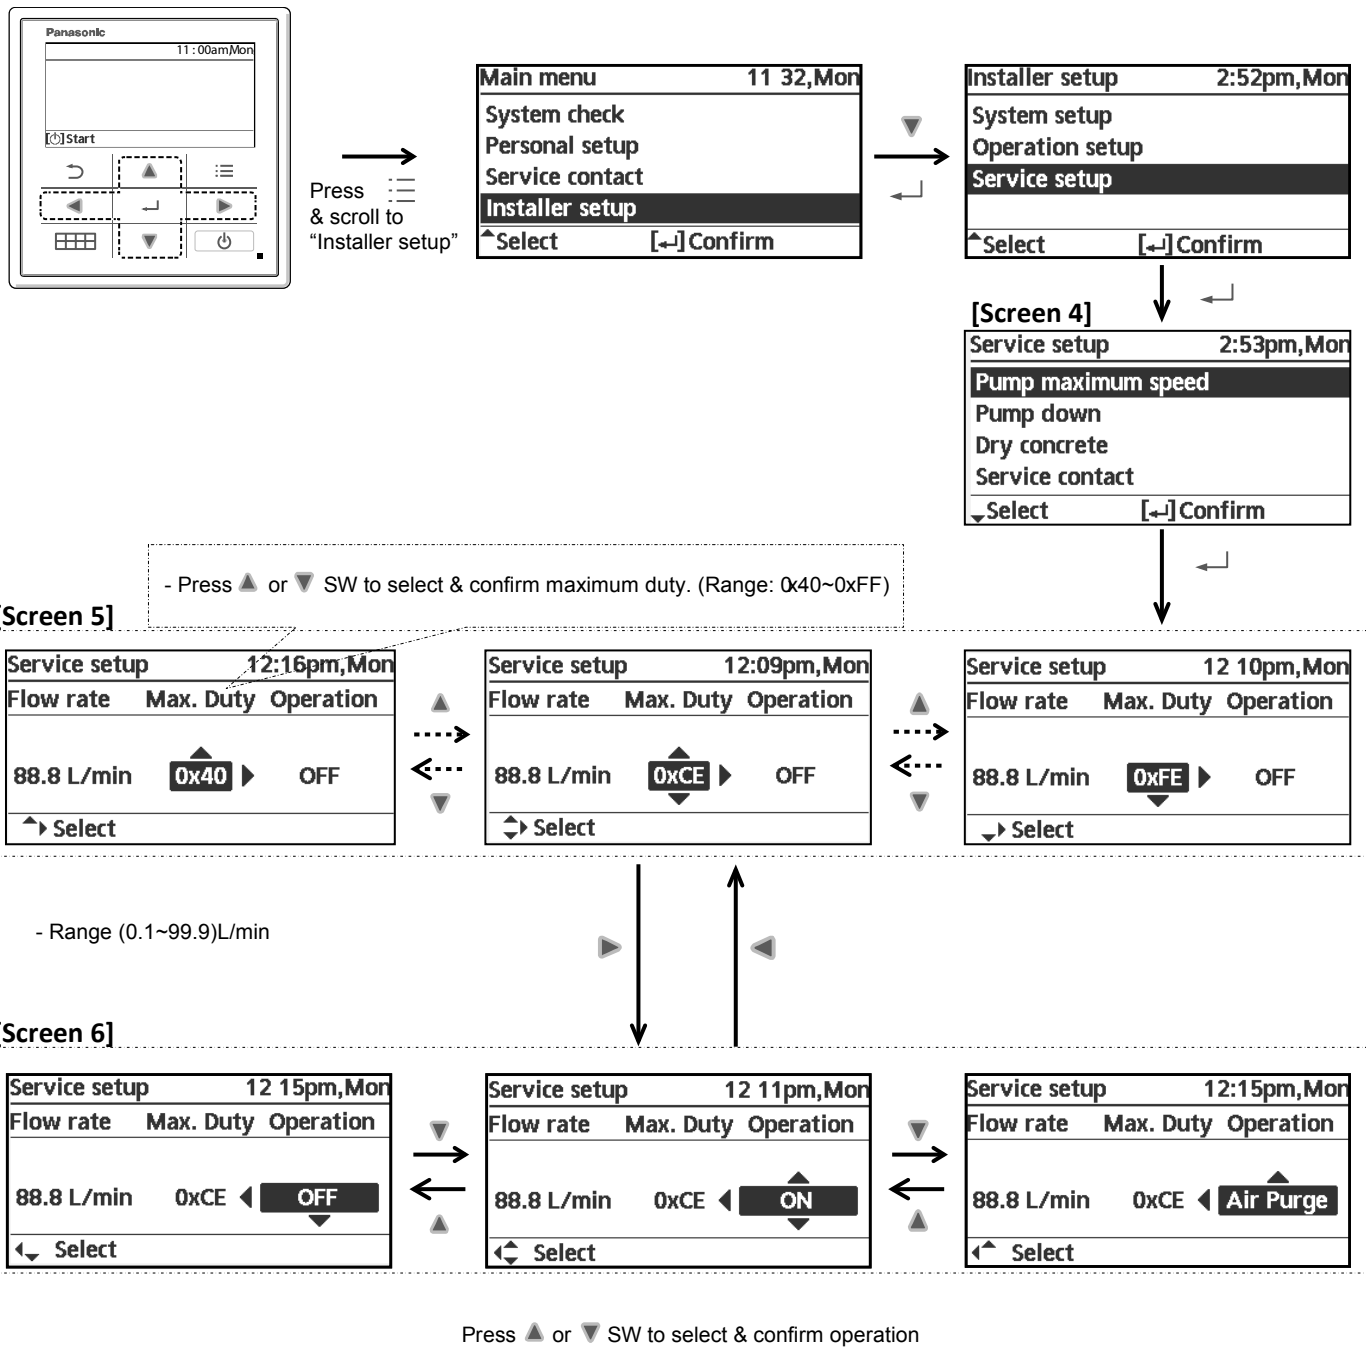 Panasonic
11:00am,Mon
[⏻]Start
Press
& scroll to
“Installer setup”
Main menu 11 32,Mon
System check
Personal setup
Service contact
Installer setup
Select [↵]Confirm
Installer setup 2:52pm,Mon
System setup
Operation setup
Service setup
Select [↵]Confirm
[Screen 4]
Service setup 2:53pm,Mon
Pump maximum speed
Pump down
Dry concrete
Service contact
Select [↵]Confirm
- Press ▲ or ▼ SW to select & confirm maximum duty. (Range: 0x40~0xFF)
[Screen 5]
Service setup 12:16pm,Mon
Flow rate Max. Duty Operation
88.8 L/min 0x40 OFF
Select
Service setup 12:09pm,Mon
Flow rate Max. Duty Operation
88.8 L/min 0xCE OFF
Select
Service setup 12 10pm,Mon
Flow rate Max. Duty Operation
88.8 L/min 0xFE OFF
Select
- Range (0.1~99.9)L/min
[Screen 6]
Service setup 12 15pm,Mon
Flow rate Max. Duty Operation
88.8 L/min 0xCE OFF
Select
Service setup 12 11pm,Mon
Flow rate Max. Duty Operation
88.8 L/min 0xCE ON
Select
Service setup 12:15pm,Mon
Flow rate Max. Duty Operation
88.8 L/min 0xCE Air Purge
Select
Press ▲ or ▼ SW to select & confirm operation